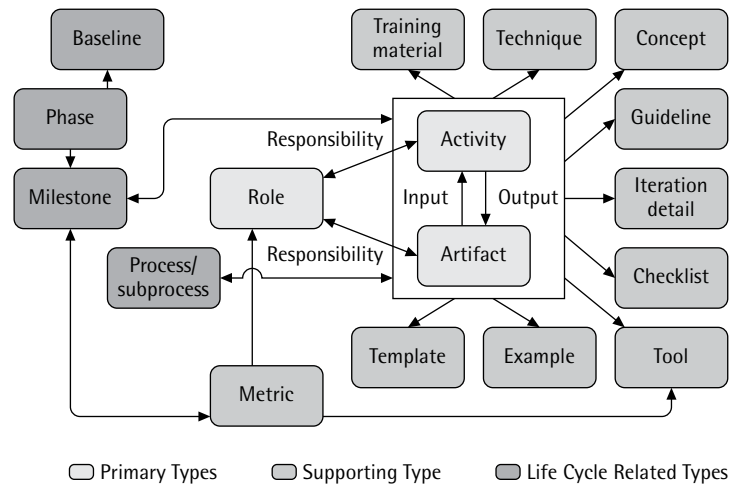 Baseline
Training
material
Technique
Concept
Phase
Guideline
Responsibility
Activity
Milestone
Role
Input
Output
Iteration
detail
Responsibility
Artifact
Process/
subprocess
Checklist
Template
Example
Tool
Metric
Primary Types
Supporting Type
Life Cycle Related Types